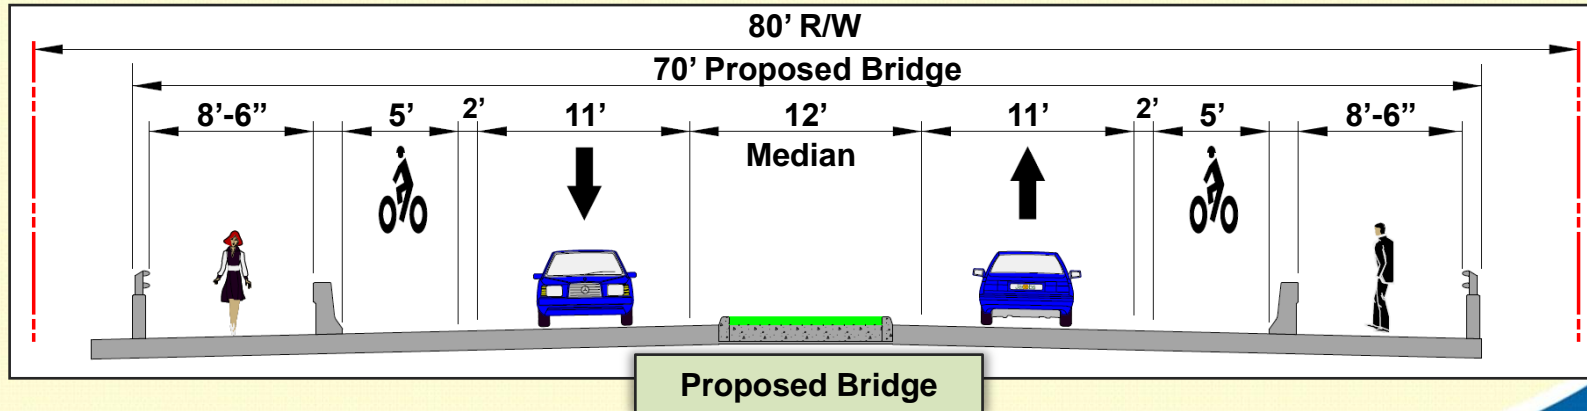 80’ R/W
70’ Proposed Bridge
8’-6” 5’ 2’ 11’ 12’ 11’ 2’ 5’ 8’-6”
Median
Proposed Bridge